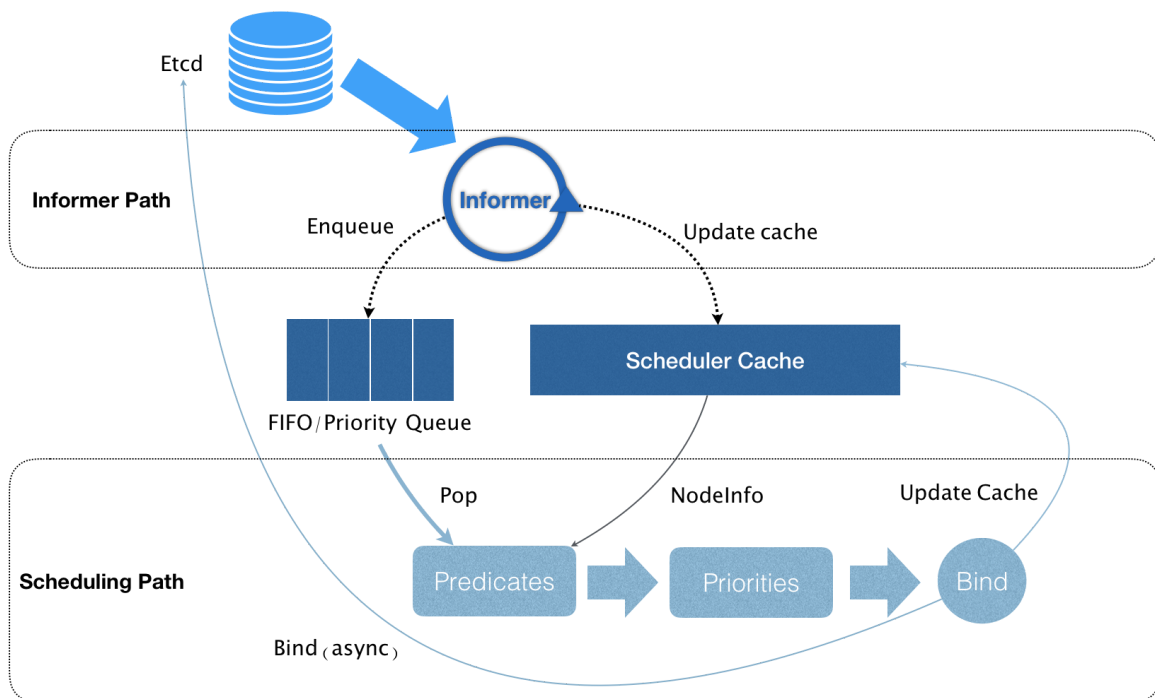 Etcd
Informer Path
Informer
Enqueue
Update cache
Scheduler Cache
FIFO/Priority Queue
Pop
NodeInfo
Update Cache
Scheduling Path
Predicates
Priorities
Bind
Bind (async)